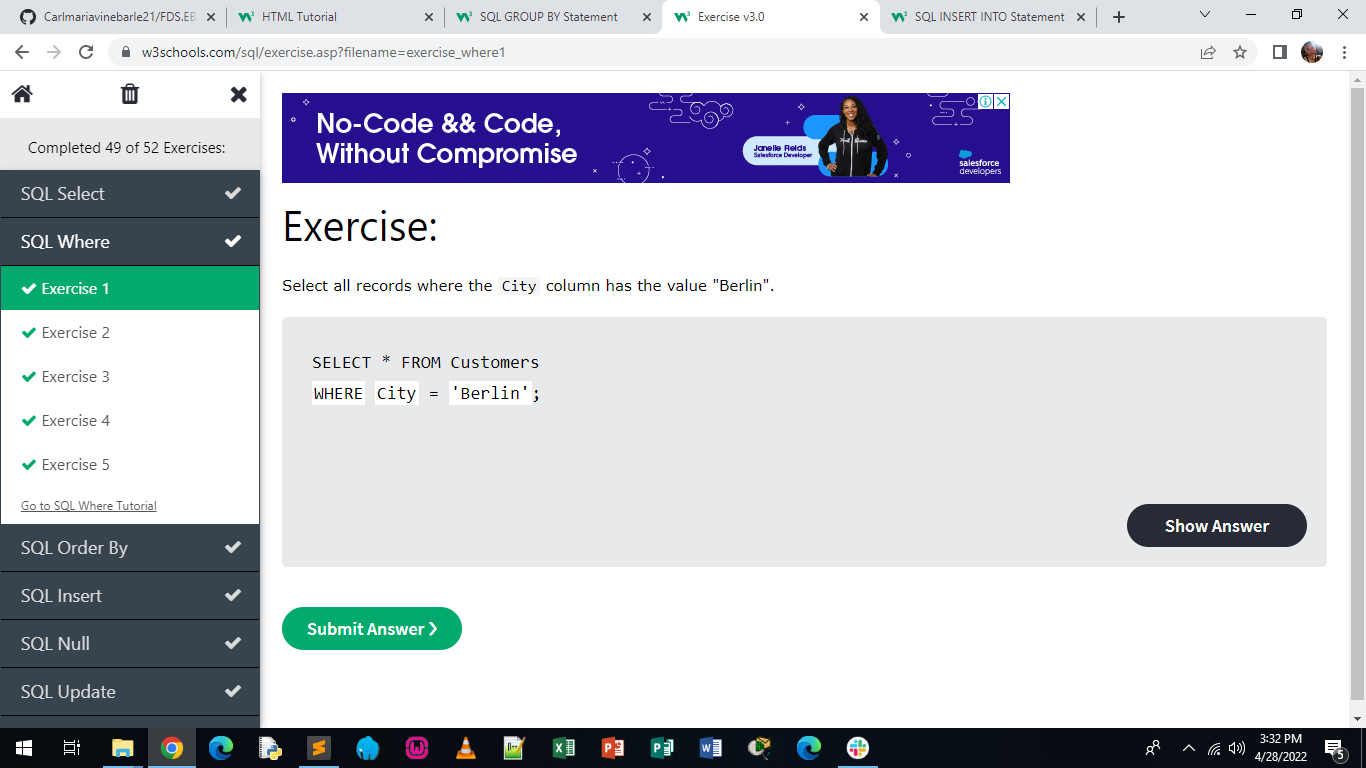 Carlmariavinebarle21/FDS.EB
HTML Tutorial
SQL GROUP BY Statement
Exercise v3.0
SQL INSERT INTO Statement
w3schools.com/sql/exercise.asp?filename=exercise_where1
Completed 49 of 52 Exercises:
SQL Select
SQL Where
Exercise 1
Exercise 2
Exercise 3
Exercise 4
Exercise 5
Go to SQL Where Tutorial
SQL Order By
SQL Insert
SQL Null
SQL Update
No-Code && Code,
Without Compromise
Janelle Fields
Salesforce Developer
salesforce
developers
Exercise:
Select all records where the City column has the value "Berlin".
SELECT * FROM Customers
WHERE City = 'Berlin';
Show Answer
Submit Answer ❯
3:32 PM
4/28/2022
5